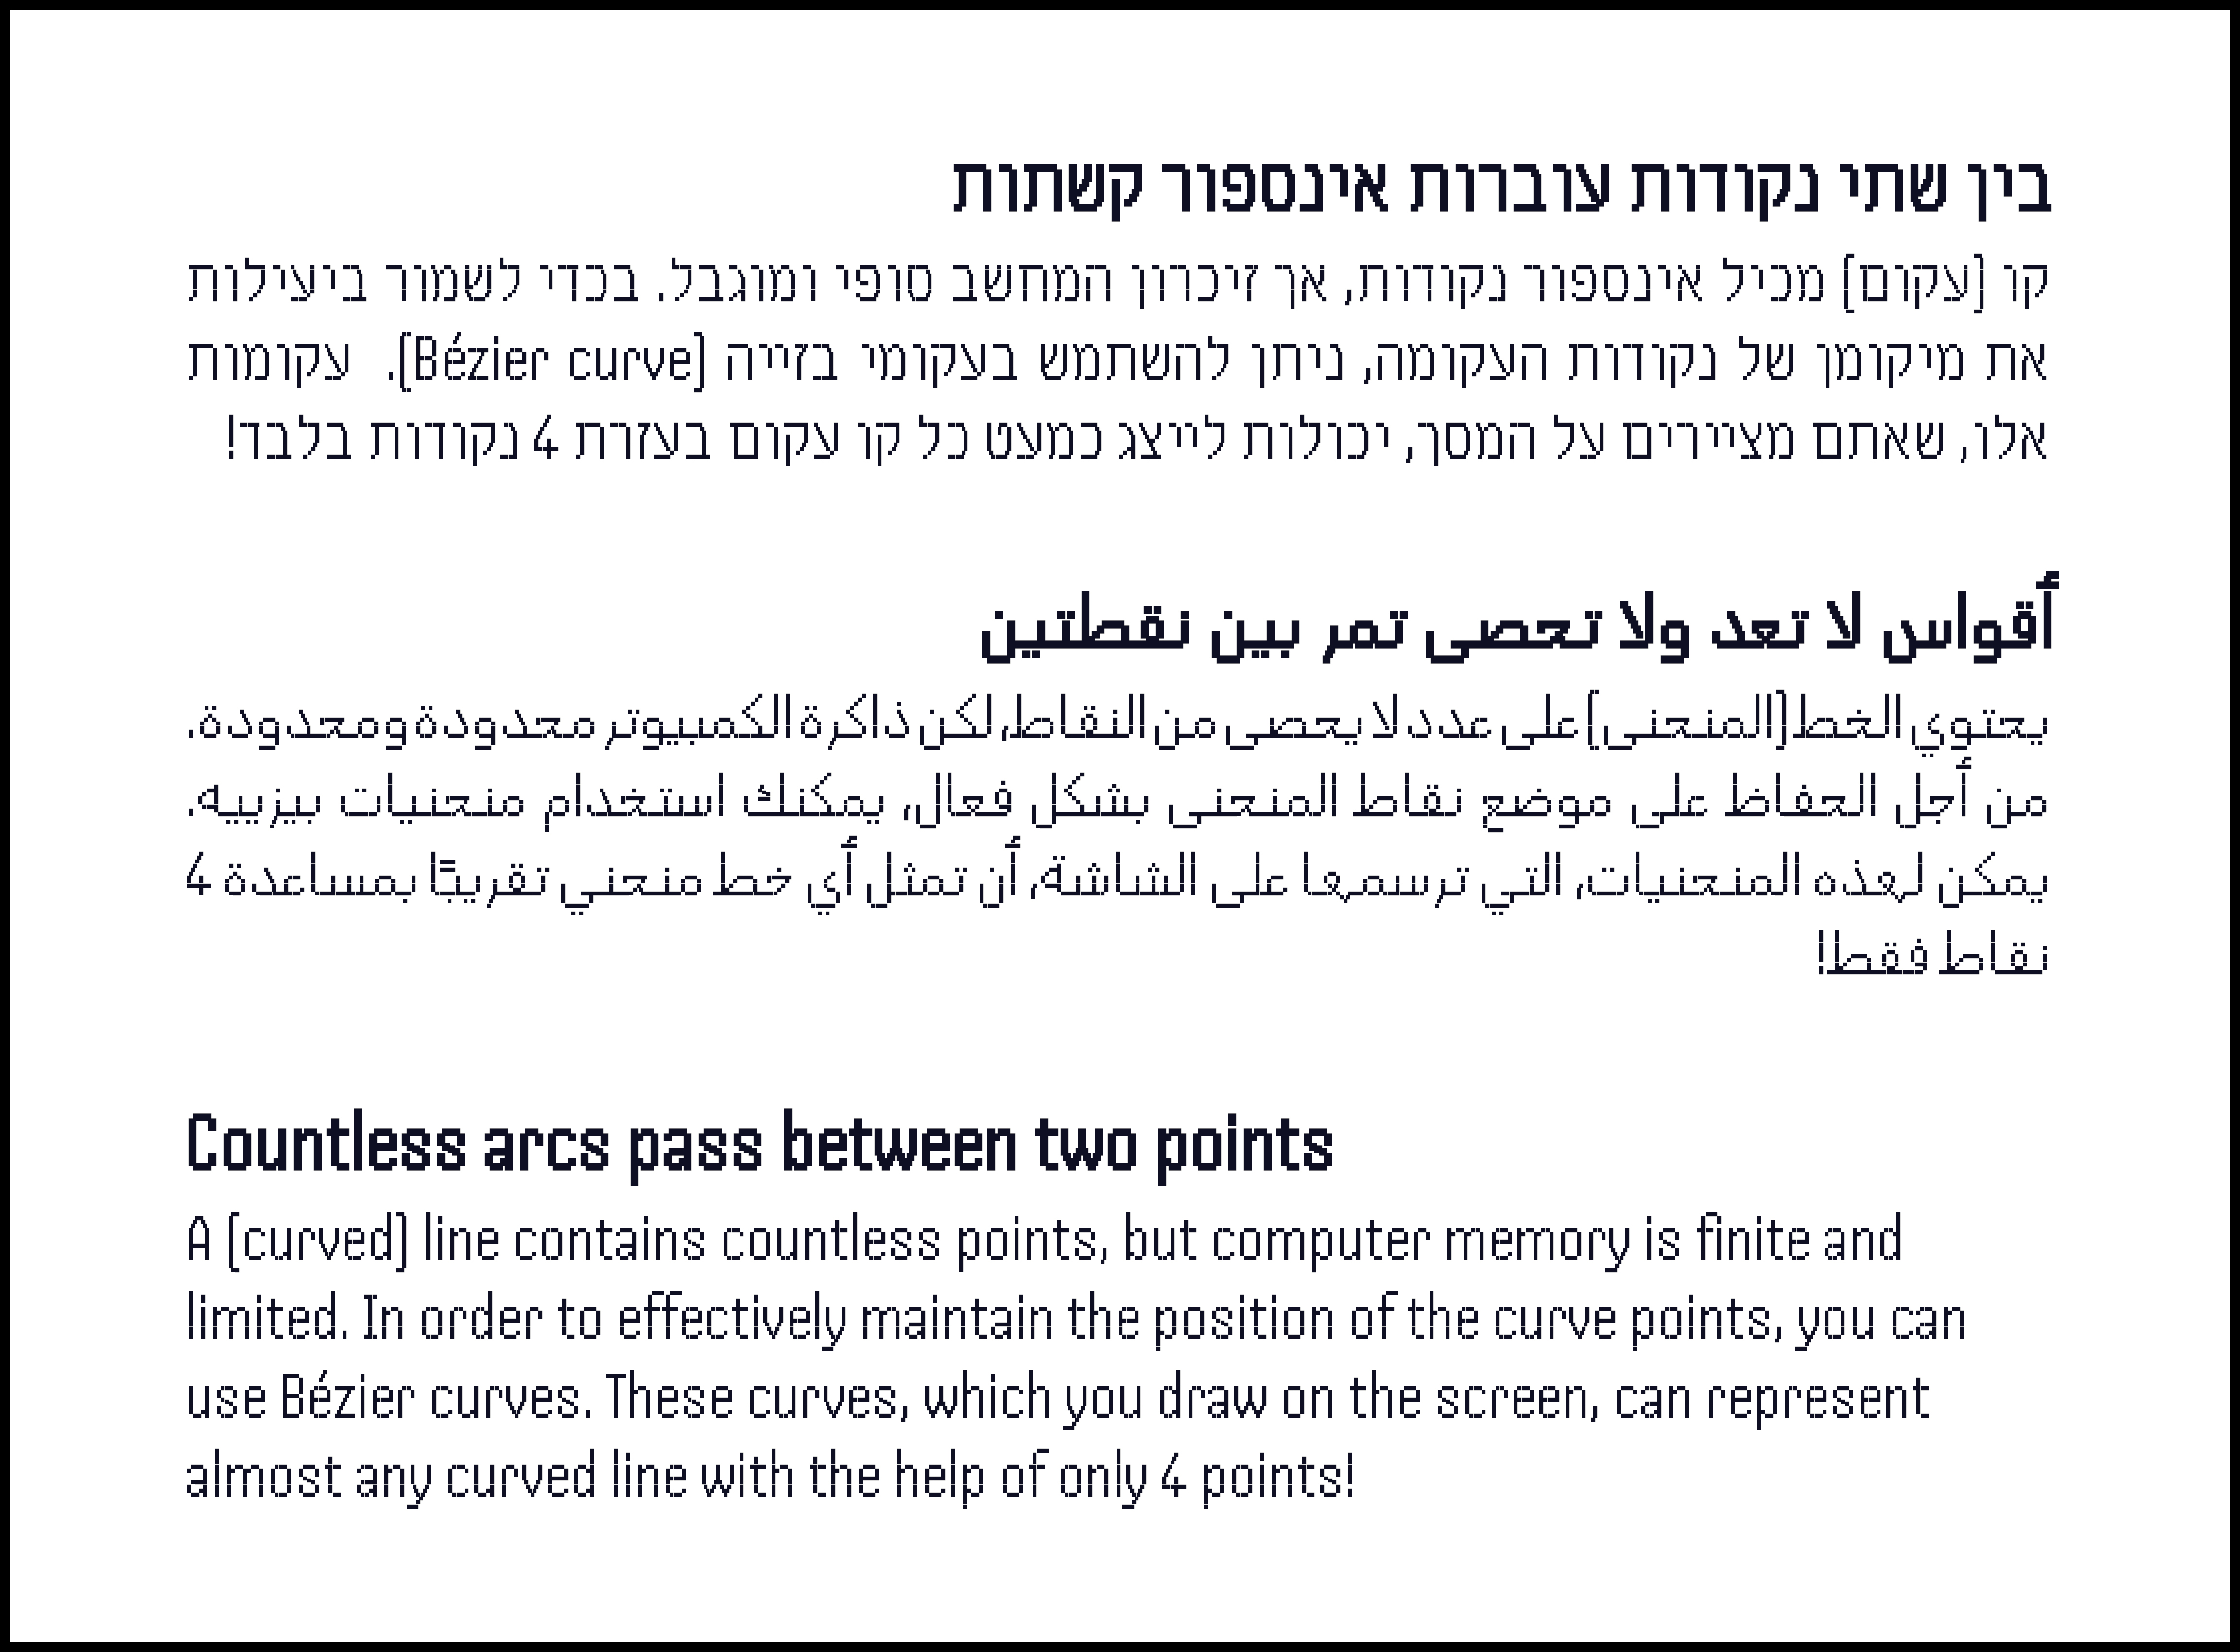 בין שתי נקודות עוברות אינספור קשתות
קו (עקום) מכיל אינספור נקודות, אך זיכרון המחשב סופי ומוגבל. בכדי לשמור ביעילות
את מיקומן של נקודות העקומה, ניתן להשתמש בעקומי בזייה (Bézier curve). עקומות
אלו, שאתם מציירים על המסך, יכולות לייצג כמעט כל קו עקום בעזרת 4 נקודות בלבד!
أقواس لا تعد ولا تحصى تمر بين نقطتين
يحتوي الخط (المنحنى) على عدد لا يحصى من النقاط، لكن ذاكرة الكمبيوتر محدودة ومحدودة.
من أجل الحفاظ على موضع نقاط المنحنى بشكل فعال، يمكنك استخدام منحنيات بيزييه.
يمكن لهذه المنحنيات، التي ترسمها على الشاشة، أن تمثل أي خط منحني تقريبًا بمساعدة 4
نقاط فقط!
Countless arcs pass between two points
A (curved) line contains countless points, but computer memory is finite and
limited. In order to effectively maintain the position of the curve points, you can
use Bézier curves. These curves, which you draw on the screen, can represent
almost any curved line with the help of only 4 points!